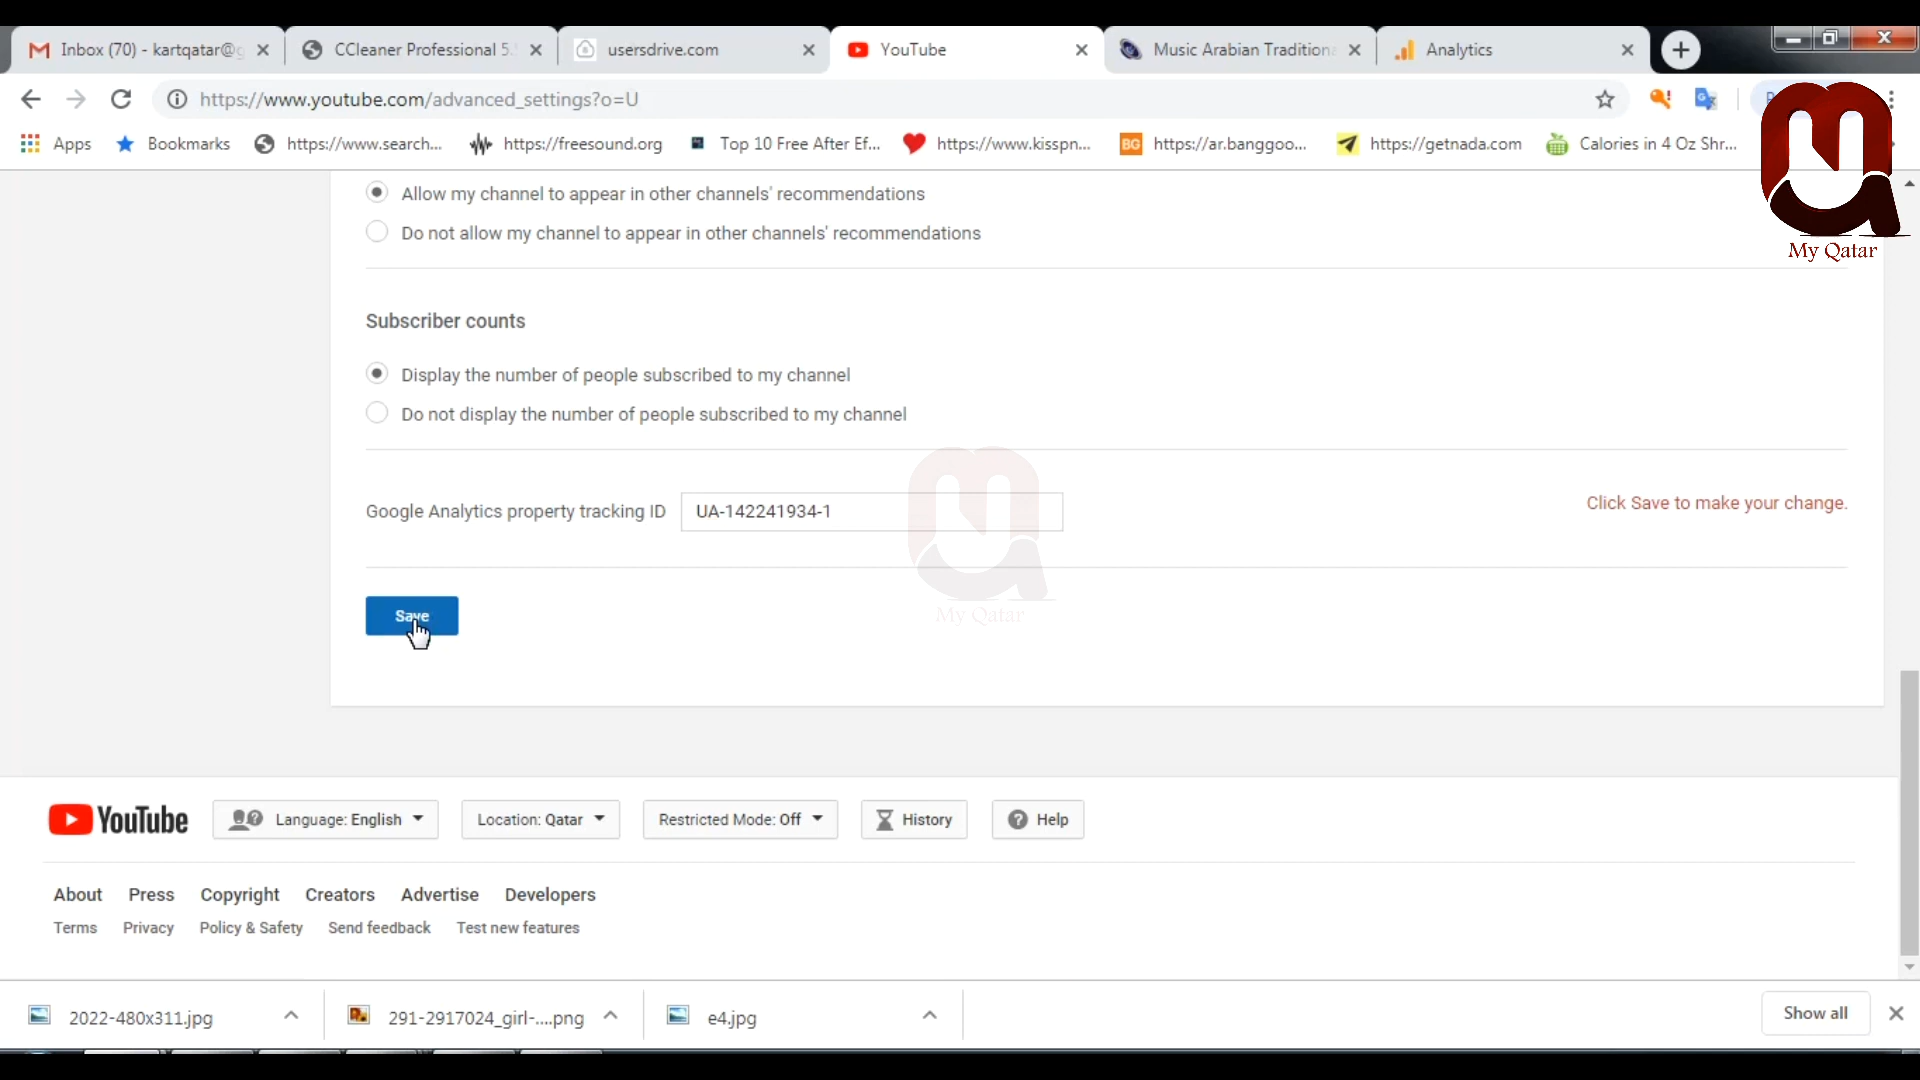 Inbox (70) - kartqatar@g
CCleaner Professional 5.
usersdrive.com
YouTube
Music Arabian Traditiona
Analytics
https://www.youtube.com/advanced_settings?o=U
Apps
Bookmarks
https://www.search...
https://freesound.org
Top 10 Free After Ef...
https://www.kisspn...
BG
https://ar.banggoo...
https://getnada.com
Calories in 4 Oz Shr...
My Qatar
Allow my channel to appear in other channels' recommendations
Do not allow my channel to appear in other channels' recommendations
Subscriber counts
Display the number of people subscribed to my channel
Do not display the number of people subscribed to my channel
Google Analytics property tracking ID
UA-142241934-1
Click Save to make your change.
My Qatar
Save
YouTube
Language: English
Location: Qatar
Restricted Mode: Off
History
Help
About Press Copyright Creators Advertise Developers
Terms Privacy Policy & Safety Send feedback Test new features
2022-480x311.jpg
291-2917024_girl-....png
e4.jpg
Show all